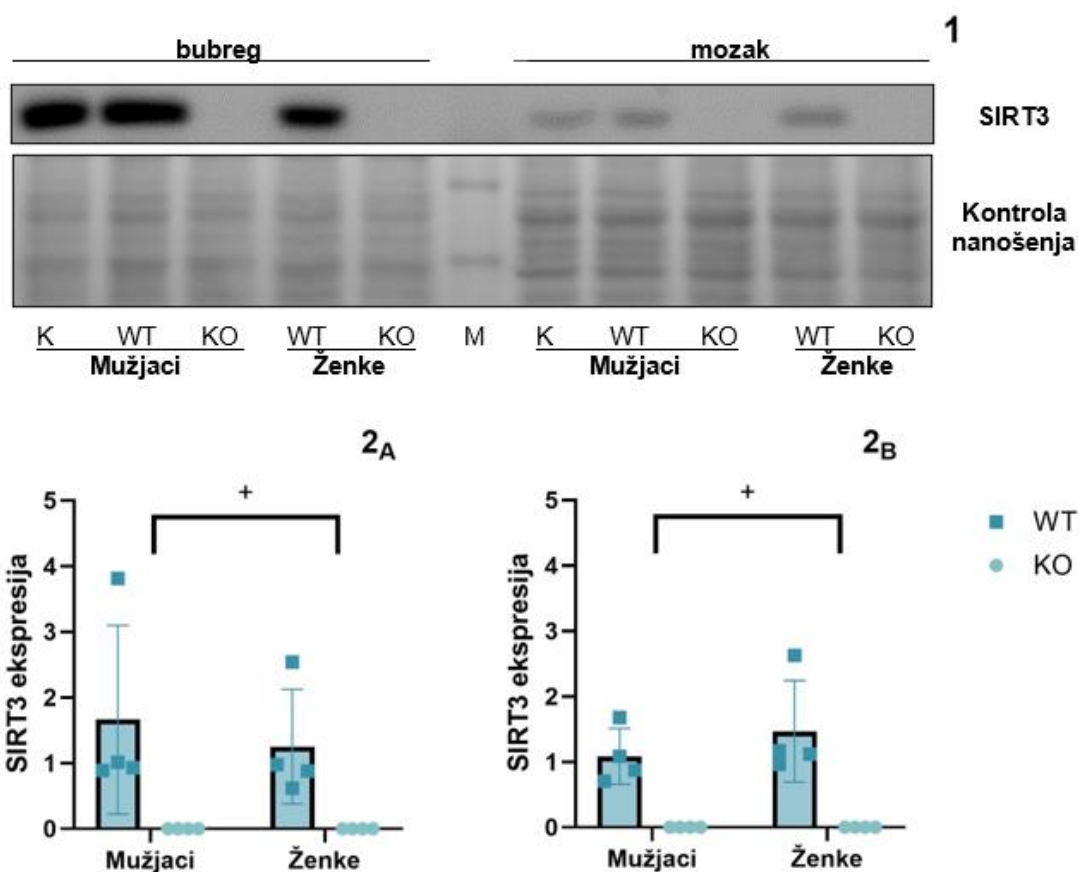 1
bubreg mozak
SIRT3
Kontrola
nanošenja
K WT KO WT KO M K WT KO WT KO
Mužjaci Ženke Mužjaci Ženke
2A
SIRT3 ekspresija
5
4
3
2
1
0
+
Mužjaci Ženke
2B
SIRT3 ekspresija
5
4
3
2
1
0
+
Mužjaci Ženke
WT
KO